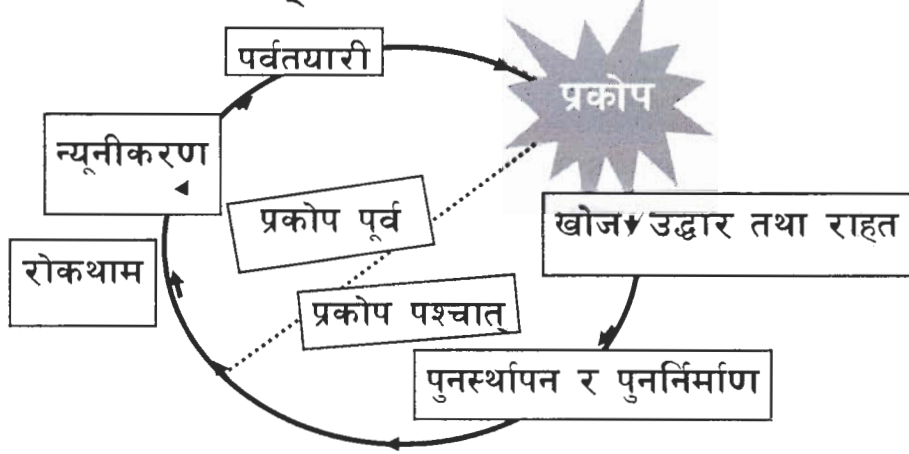 पर्वतयारी
प्रकोप
न्यूनीकरण
प्रकोप पूर्व
खोज, उद्धार तथा राहत
रोकथाम
प्रकोप पश्चात्
पुनर्स्थापन र पुनर्निर्माण